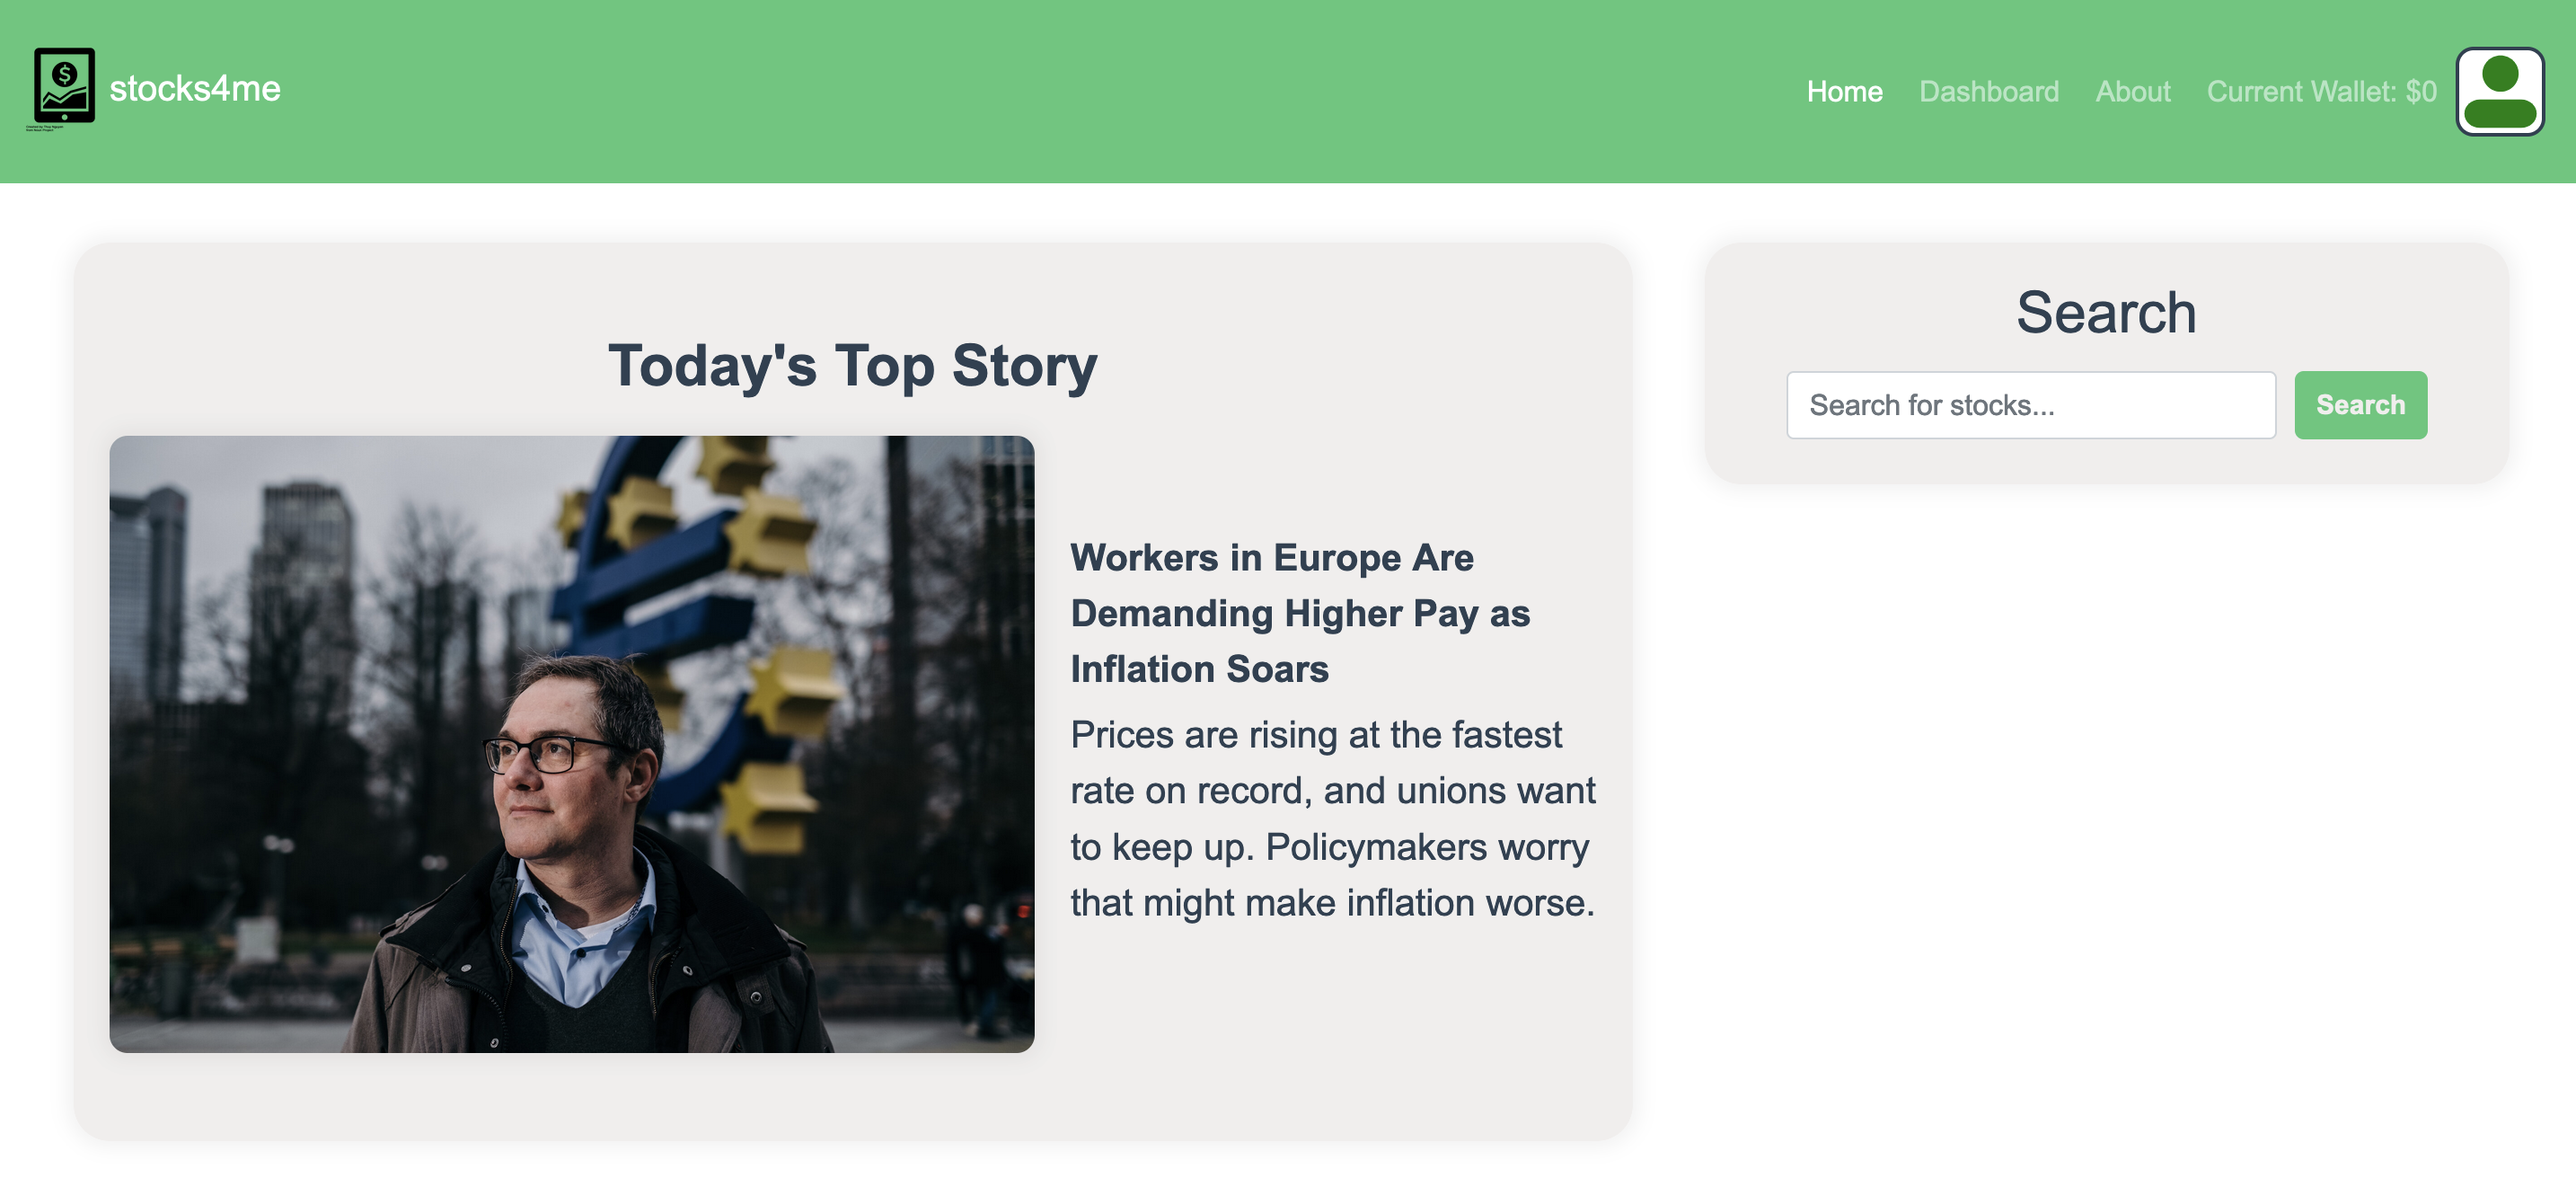 stocks4me
Home Dashboard About Current Wallet: $0
Today's Top Story
Workers in Europe Are
Demanding Higher Pay as
Inflation Soars
Prices are rising at the fastest
rate on record, and unions want
to keep up. Policymakers worry
that might make inflation worse.
Search
Search for stocks...
Search